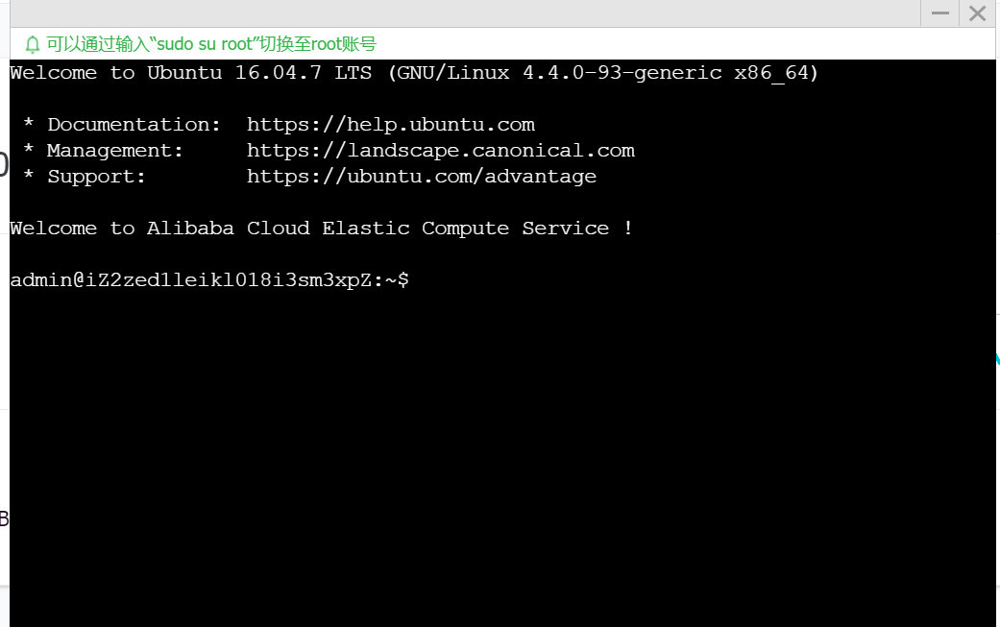 可以通过输入“sudo su root”切换至root账号
Welcome to Ubuntu 16.04.7 LTS (GNU/Linux 4.4.0-93-generic x86_64)
* Documentation:  https://help.ubuntu.com
* Management:     https://landscape.canonical.com
* Support:        https://ubuntu.com/advantage
Welcome to Alibaba Cloud Elastic Compute Service !
admin@iZ2zed1leikl018i3sm3xpZ:~$